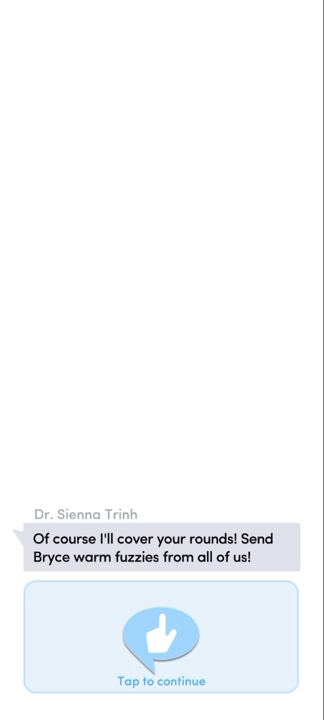 Dr. Sienna Trinh
Of course I'll cover your rounds! Send
Bryce warm fuzzies from all of us!
Tap to continue